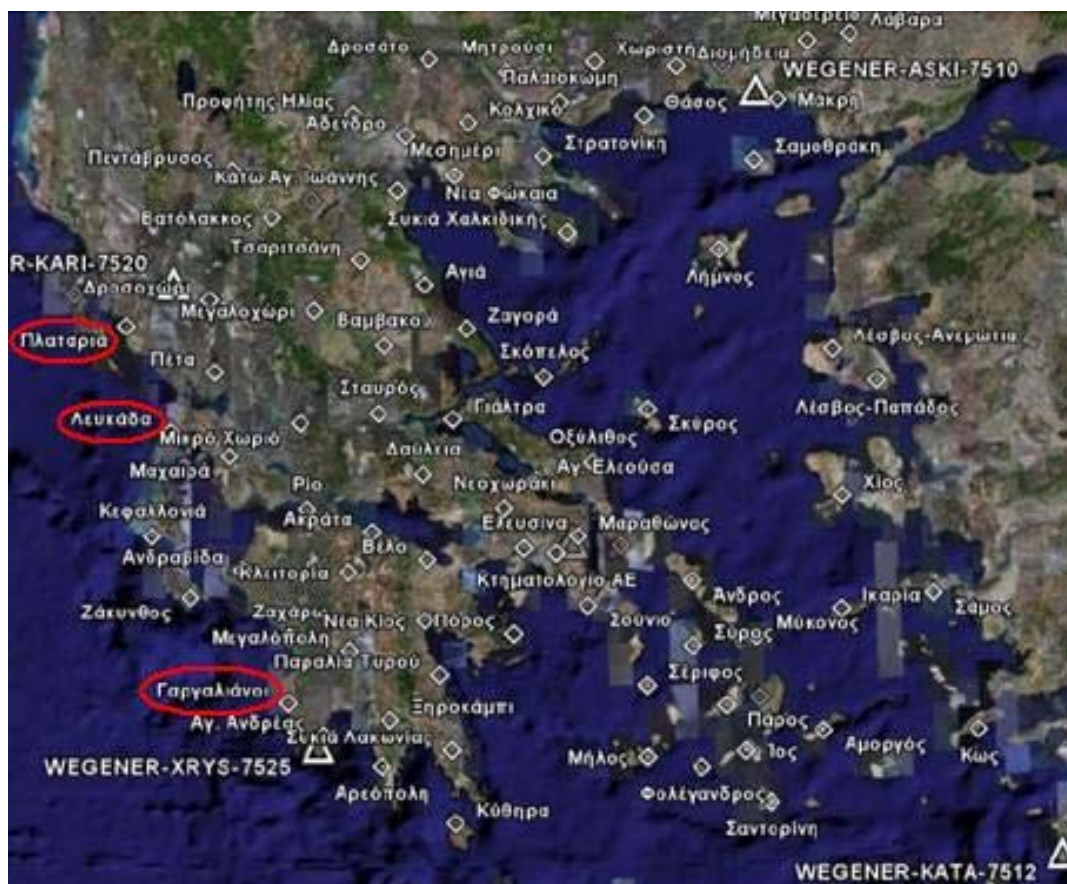 Μεγαδέρειο
Λάβαρα
Δροσάτο
Μητρούσι
Χωριστή
Διομήδεια
Παλαιοκώμη
WEGENER-ASKI-7510
Προφήτης Ηλίας
Κολχικό
Θάσος
Μάκρη
Άδενδρο
Στρατονίκη
Μεσημέρι
Σαμοθράκη
Πεντάβρυσος
Κάτω Αγ. Ιωάννης
Νέα Φώκαια
Βατόλακκος
Συκιά Χαλκιδικής
Τσαριτσάνη
R-KARI-7520
Αγιά
Λήμνος
Δροσοχώρι
Μεγαλοχώρι
Βαμβακού
Ζαγορά
Πλαταριά
Λέσβος-Ανεμώτια
Πέτα
Σκόπελος
Σταυρός
Γιάλτρα
Λέσβος-Παπάδος
Λευκάδα
Σκύρος
Μικρό Χωριό
Οξύλιθος
Δαύλεια
Αγ. Ελεούσα
Μαχαιρά
Ρίο
Νεοχωράκι
Χίος
Κεφαλλονιά
Ακράτα
Ελευσίνα
Μαραθώνας
Ανδραβίδα
Βέλο
Κλειτορία
Κτηματολόγιο ΑΕ
Άνδρος
Ικαρία
Σάμος
Ζάκυνθος
Ζαχάρω
Νέα Κίος
Πόρος
Σούνιο
Μύκονος
Μεγαλόπολη
Σύρος
Παραλία Τυρού
Σέριφος
Γαργαλιάνοι
Ξηροκάμπι
Πάρος
Αγ. Ανδρέας
Συκιά Λακωνίας
Αμοργός
Κως
WEGENER-XRYS-7525
Μήλος
Ίος
Αρεόπολη
Φολέγανδρος
Κύθηρα
Σαντορίνη
WEGENER-KATA-7512